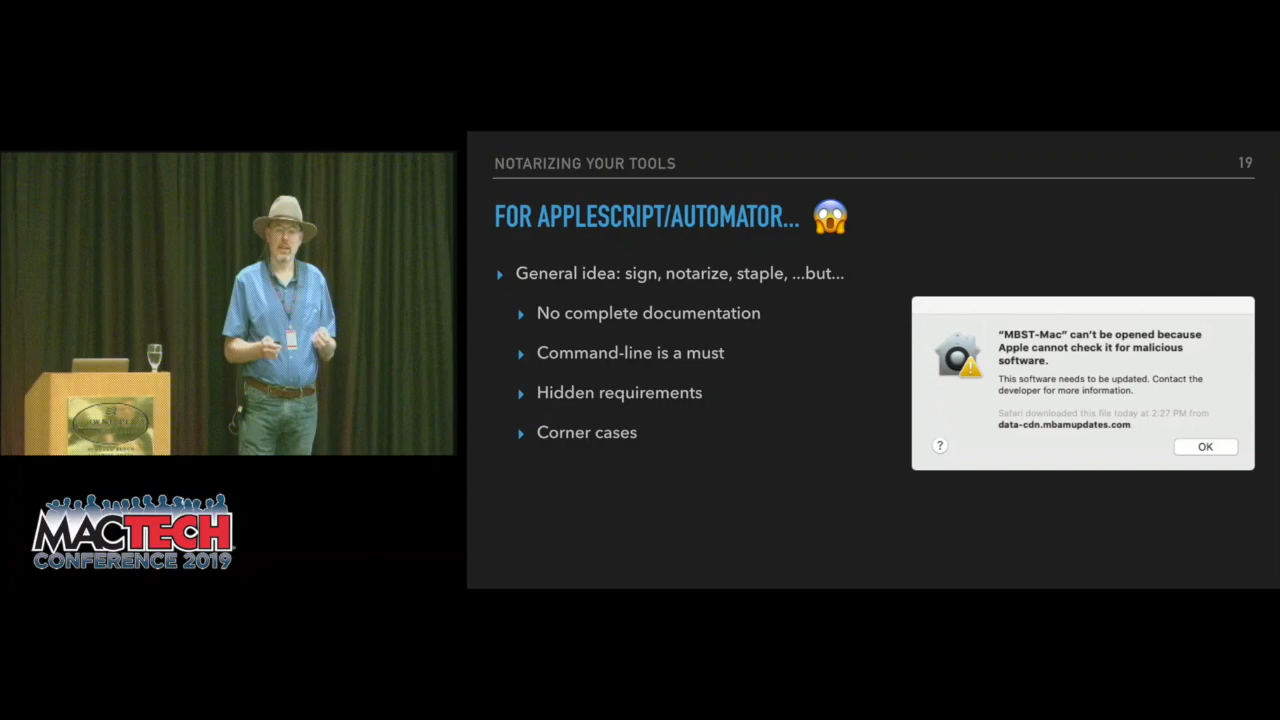 NOTARIZING YOUR TOOLS
19
FOR APPLESCRIPT/AUTOMATOR...
General idea: sign, notarize, staple, ...but...
No complete documentation
Command-line is a must
Hidden requirements
Corner cases
“MBST-Mac” can’t be opened because
Apple cannot check it for malicious
software.
This software needs to be updated. Contact the
developer for more information.
Safari downloaded this file today at 2:27 PM from
data-cdn.mbamupdates.com
?
OK
MACTECH
CONFERENCE 2019